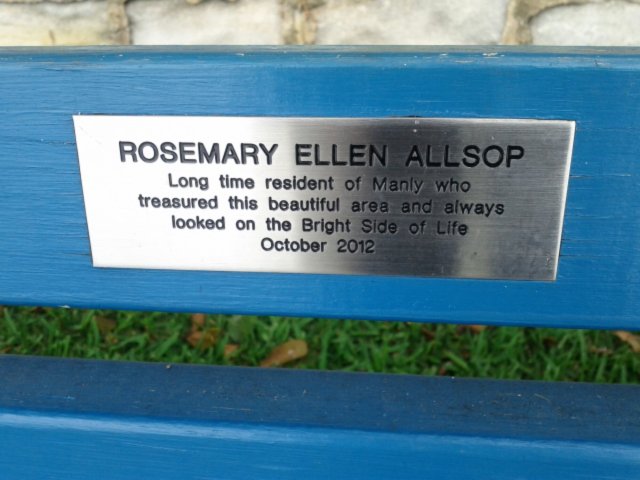 ROSEMARY ELLEN ALLSOP
Long time resident of Manly who
treasured this beautiful area and always
looked on the Bright Side of Life
October 2012